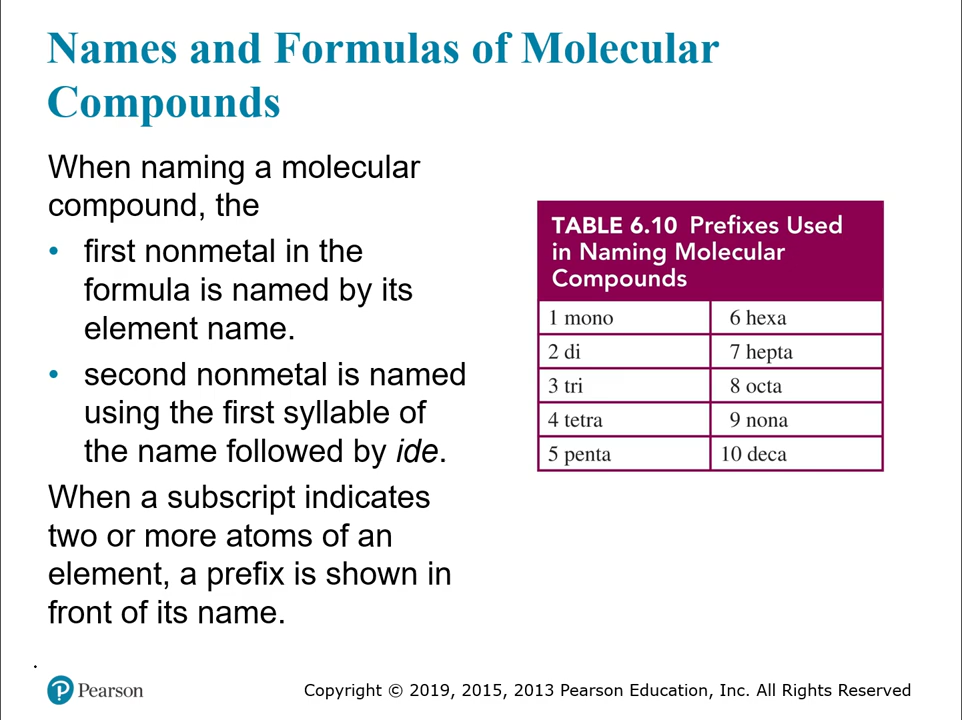 Names and Formulas of Molecular
Compounds
When naming a molecular
compound, the
• first nonmetal in the
formula is named by its
element name.
• second nonmetal is named
using the first syllable of
the name followed by ide.
When a subscript indicates
two or more atoms of an
element, a prefix is shown in
front of its name.
TABLE 6.10 Prefixes Used
in Naming Molecular
Compounds
1 mono 6 hexa
2 di 7 hepta
3 tri 8 octa
4 tetra 9 nona
5 penta 10 deca
.
Pearson
Copyright © 2019, 2015, 2013 Pearson Education, Inc. All Rights Reserved